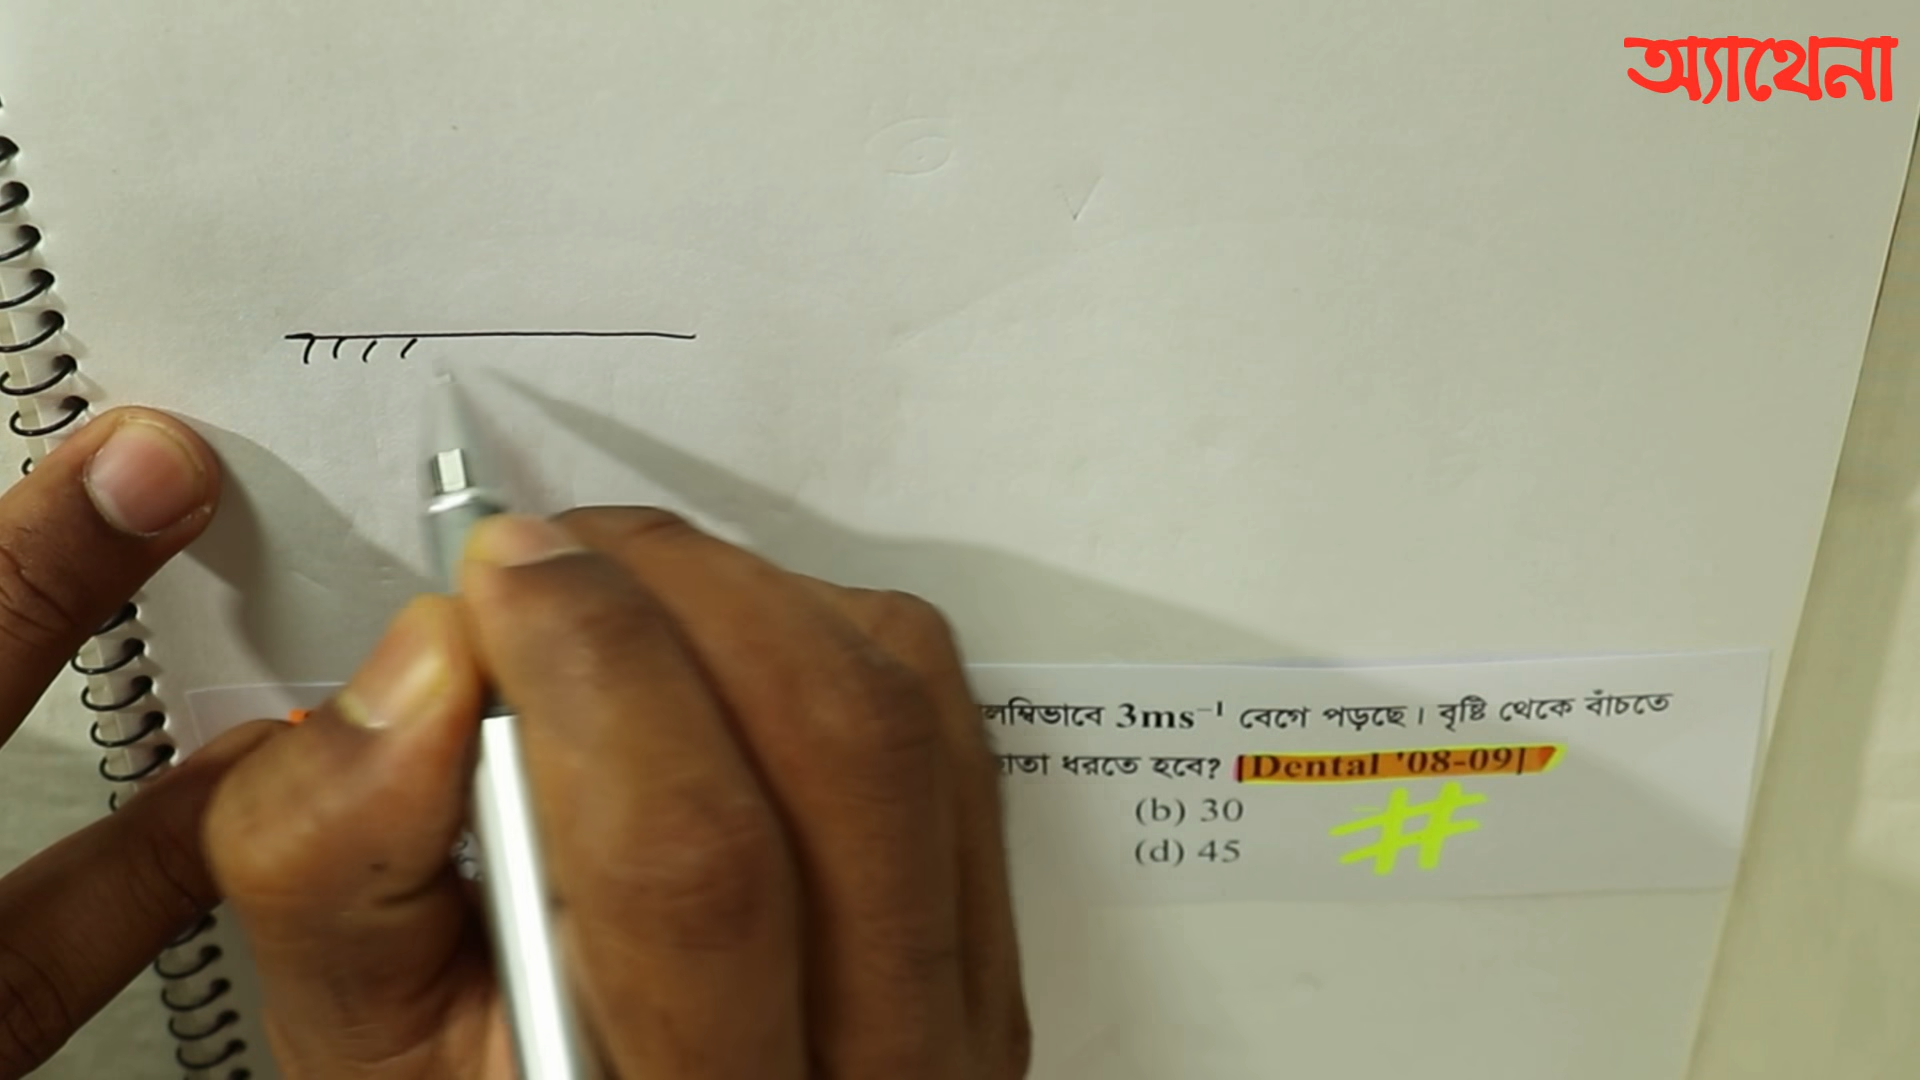 অ্যাথেনা
লম্বিভাবে 3ms⁻¹ বেগে পড়ছে। বৃষ্টি থেকে বাঁচতে
ধরতে হবে? [Dental '08-09]
(b) 30
(d) 45